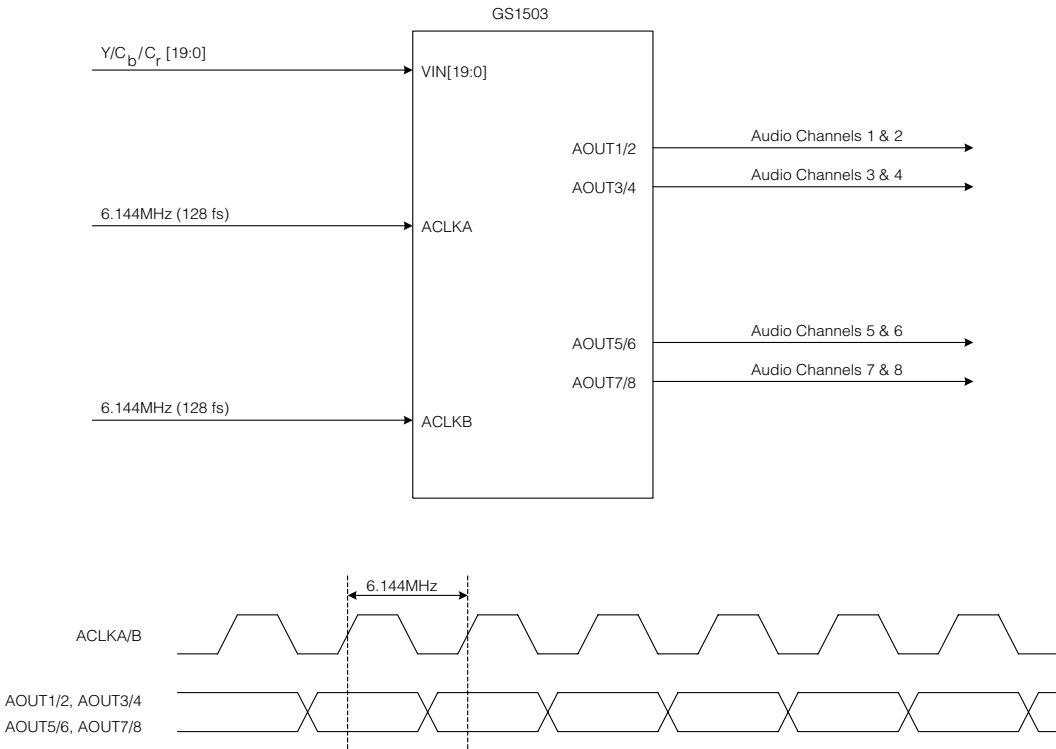 GS1503
Y/Cb/Cr [19:0]
VIN[19:0]
AOUT1/2
Audio Channels 1 & 2
AOUT3/4
Audio Channels 3 & 4
6.144MHz (128 fs)
ACLKA
AOUT5/6
Audio Channels 5 & 6
AOUT7/8
Audio Channels 7 & 8
6.144MHz (128 fs)
ACLKB
6.144MHz
ACLKA/B
AOUT1/2, AOUT3/4
AOUT5/6, AOUT7/8